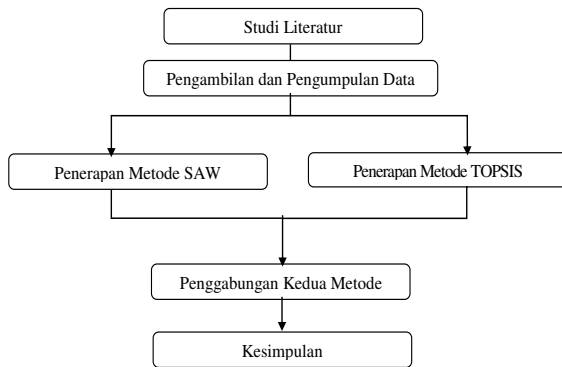 Studi Literatur
Pengambilan dan Pengumpulan Data
Penerapan Metode SAW
Penerapan Metode TOPSIS
Penggabungan Kedua Metode
Kesimpulan